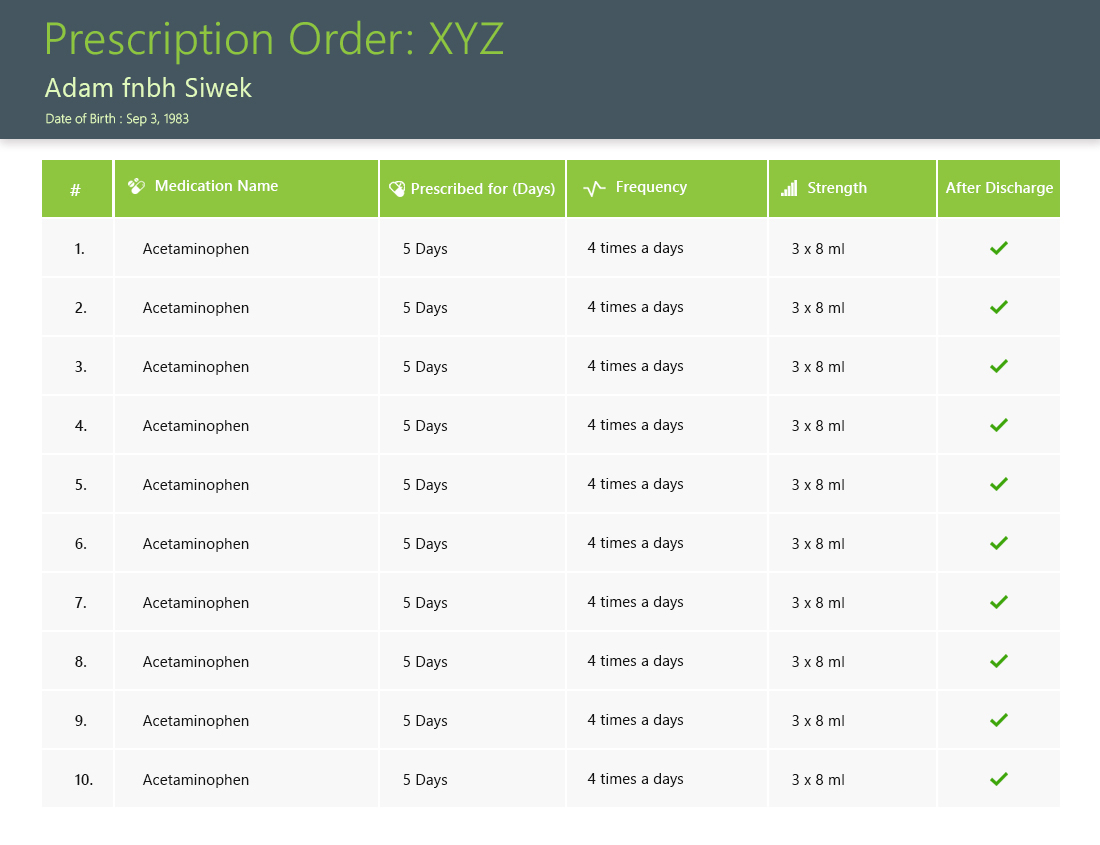 Prescription Order: XYZ
Adam fnbh Siwek
Date of Birth : Sep 3, 1983
# Medication Name Prescribed for (Days) Frequency Strength After Discharge
1. Acetaminophen 5 Days 4 times a days 3 x 8 ml
2. Acetaminophen 5 Days 4 times a days 3 x 8 ml
3. Acetaminophen 5 Days 4 times a days 3 x 8 ml
4. Acetaminophen 5 Days 4 times a days 3 x 8 ml
5. Acetaminophen 5 Days 4 times a days 3 x 8 ml
6. Acetaminophen 5 Days 4 times a days 3 x 8 ml
7. Acetaminophen 5 Days 4 times a days 3 x 8 ml
8. Acetaminophen 5 Days 4 times a days 3 x 8 ml
9. Acetaminophen 5 Days 4 times a days 3 x 8 ml
10. Acetaminophen 5 Days 4 times a days 3 x 8 ml